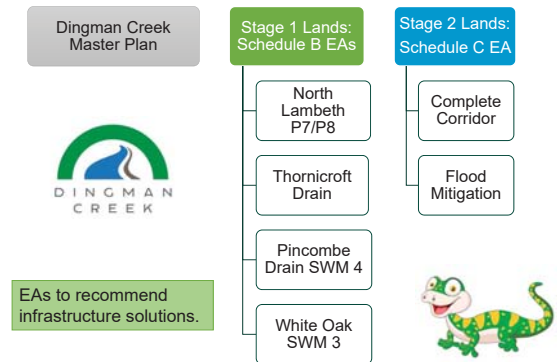 Dingman Creek
Master Plan
Stage 1 Lands:
Schedule B EAs
Stage 2 Lands:
Schedule C EA
North
Lambeth
P7/P8
Thornicroft
Drain
Pincombe
Drain SWM 4
White Oak
SWM 3
Complete
Corridor
Flood
Mitigation
DINGMAN
CREEK
EAs to recommend
infrastructure solutions.